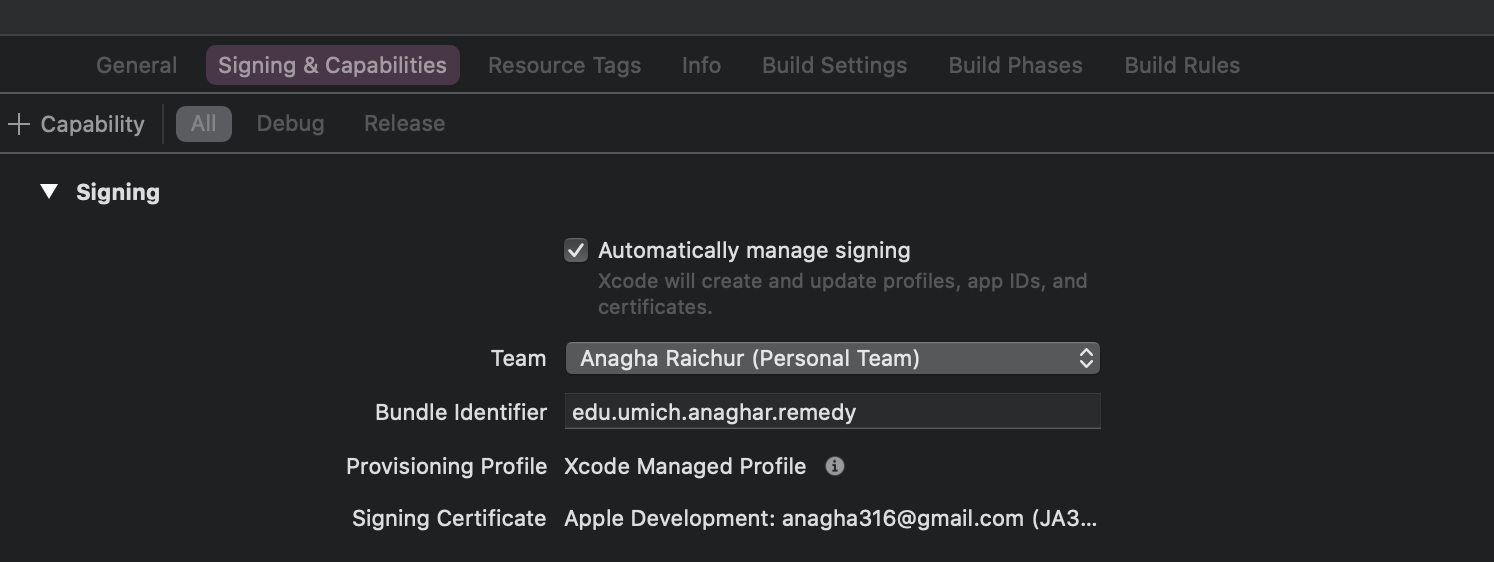 General Signing & Capabilities Resource Tags Info Build Settings Build Phases Build Rules
Capability All Debug Release
Signing
Automatically manage signing
Xcode will create and update profiles, app IDs, and
certificates.
Team Anagha Raichur (Personal Team)
Bundle Identifier edu.umich.anaghar.remedy
Provisioning Profile Xcode Managed Profile
Signing Certificate Apple Development: anagha316@gmail.com (JA3...